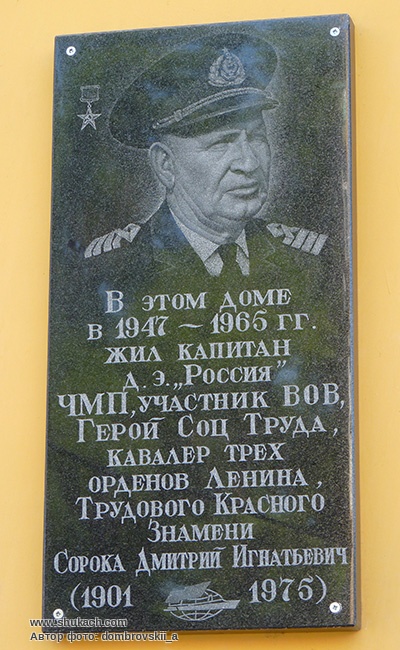 В этом доме
в 1947 – 1965 гг.
жил капитан
д.э.„Россия"
ЧМП, участник ВОВ,
Герой Соц Труда,
кавалер трех
орденов Ленина,
Трудового Красного
Знамени
Сорока Дмитрий Игнатьевич
(1901 1975)
www.shukach.com
Автор фото: dombrovskii_a